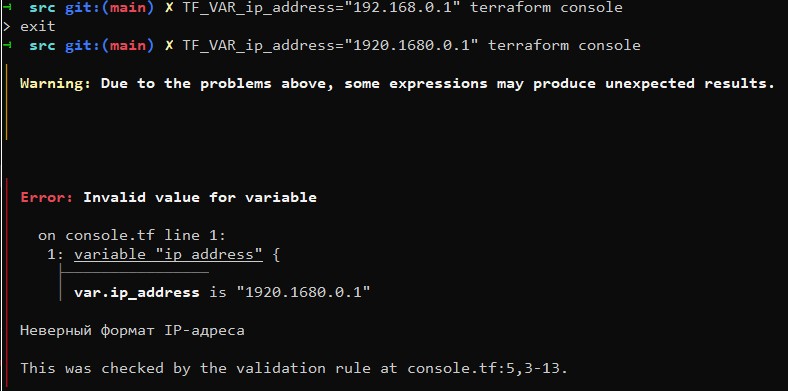 → src git:(main) ✗ TF_VAR_ip_address="192.168.0.1" terraform console
> exit
→ src git:(main) ✗ TF_VAR_ip_address="1920.1680.0.1" terraform console
Warning: Due to the problems above, some expressions may produce unexpected results.
Error: Invalid value for variable
on console.tf line 1:
1: variable "ip_address" {
var.ip_address is "1920.1680.0.1"
Неверный формат IP-адреса
This was checked by the validation rule at console.tf:5,3-13.